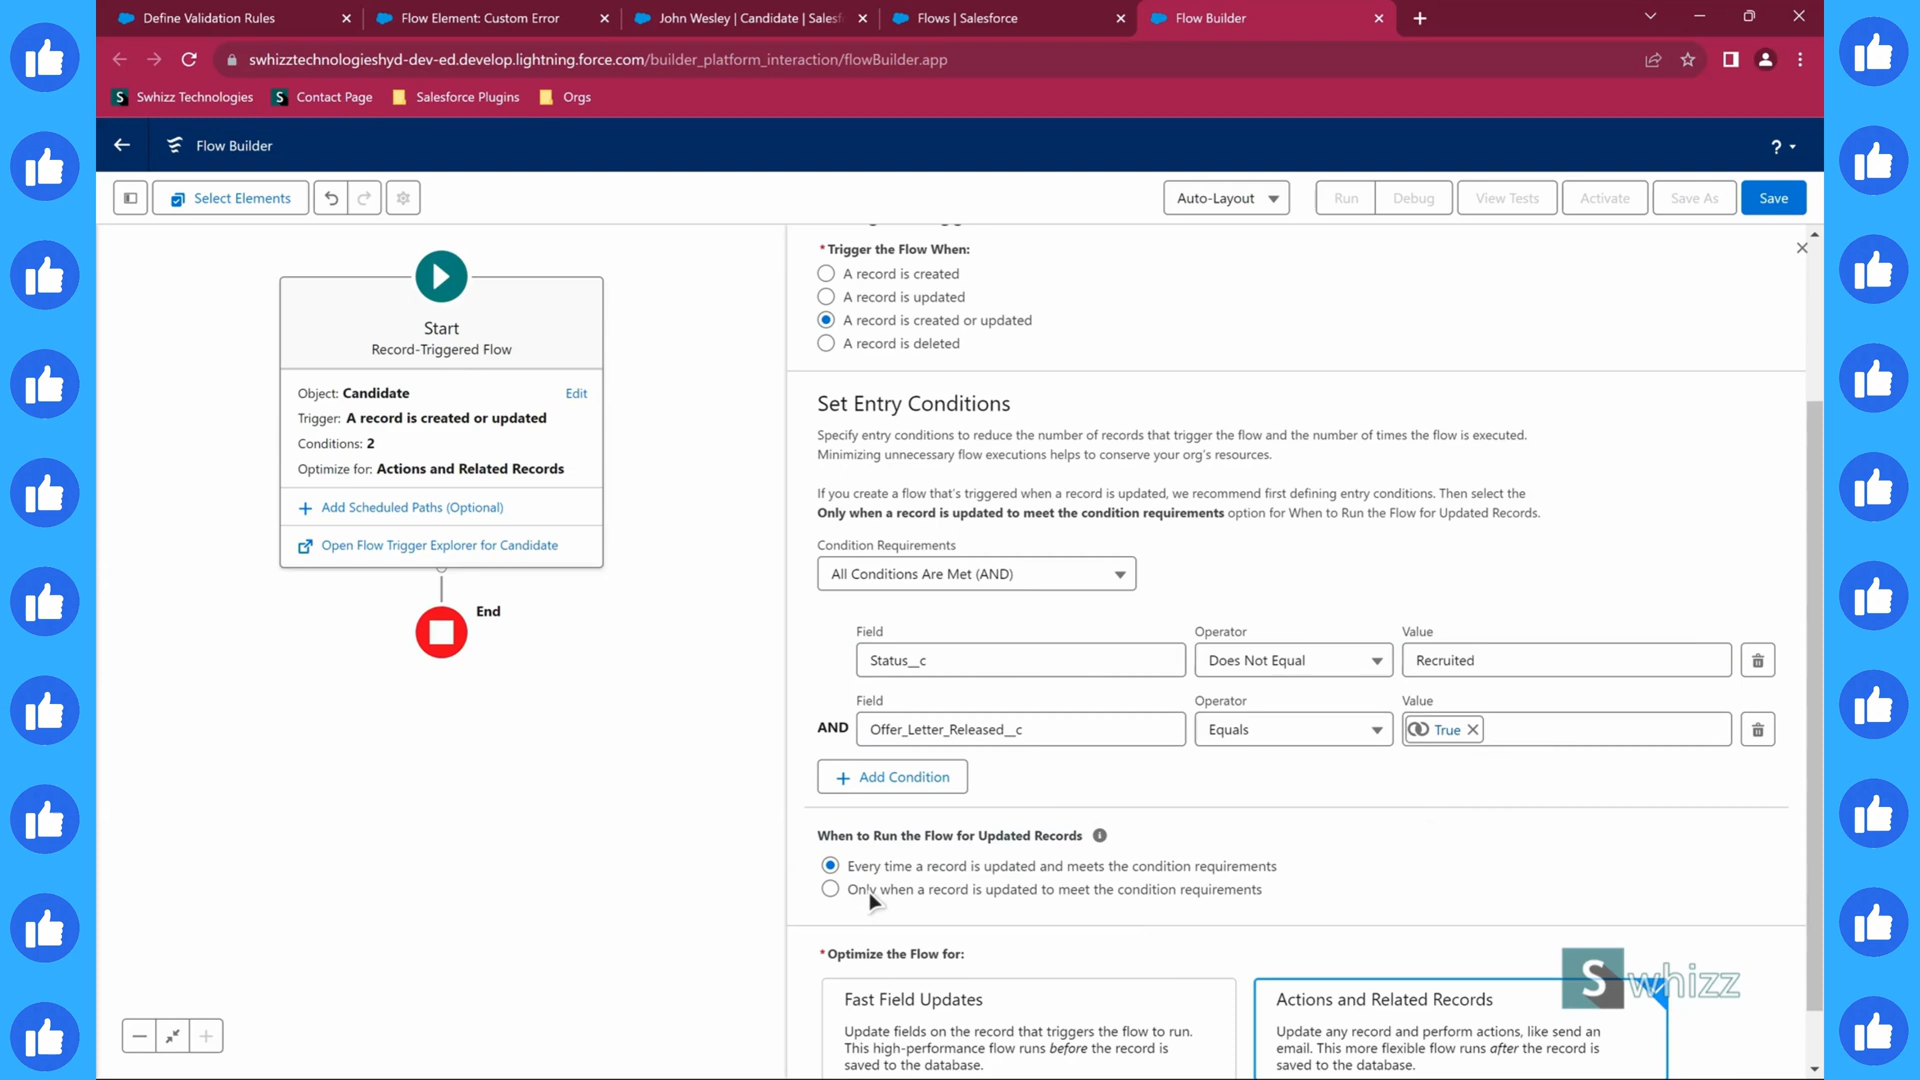 Define Validation Rules
Flow Element: Custom Error
John Wesley | Candidate | Salesf
Flows | Salesforce
Flow Builder
swhizztechnologieshyd-dev-ed.develop.lightning.force.com/builder_platform_interaction/flowBuilder.app
S Swhizz Technologies
S Contact Page
Salesforce Plugins
Orgs
Flow Builder
?
Select Elements
Auto-Layout
Run
Debug
View Tests
Activate
Save As
Save
Start
Record-Triggered Flow
Object: Candidate
Edit
Trigger: A record is created or updated
Conditions: 2
Optimize for: Actions and Related Records
+ Add Scheduled Paths (Optional)
Open Flow Trigger Explorer for Candidate
End
*Trigger the Flow When:
A record is created
A record is updated
A record is created or updated
A record is deleted
Set Entry Conditions
Specify entry conditions to reduce the number of records that trigger the flow and the number of times the flow is executed.
Minimizing unnecessary flow executions helps to conserve your org's resources.
If you create a flow that's triggered when a record is updated, we recommend first defining entry conditions. Then select the
Only when a record is updated to meet the condition requirements option for When to Run the Flow for Updated Records.
Condition Requirements
All Conditions Are Met (AND)
Field
Operator
Value
Status__c
Does Not Equal
Recruited
Field
Operator
Value
AND
Offer_Letter_Released__c
Equals
True
+ Add Condition
When to Run the Flow for Updated Records
Every time a record is updated and meets the condition requirements
Only when a record is updated to meet the condition requirements
*Optimize the Flow for:
Fast Field Updates
Update fields on the record that triggers the flow to run.
This high-performance flow runs before the record is
saved to the database.
Actions and Related Records
Update any record and perform actions, like send an
email. This more flexible flow runs after the record is
saved to the database.
Swhizz